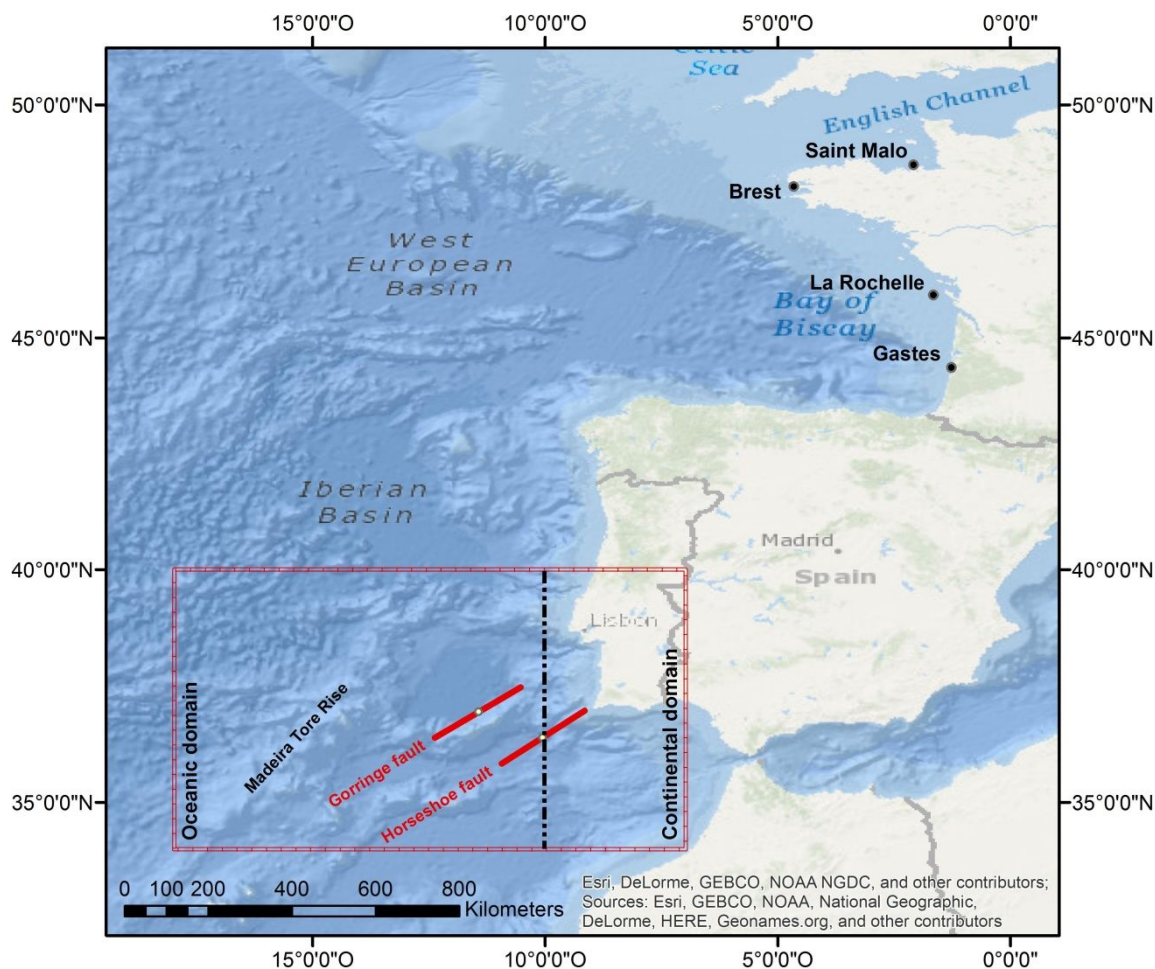 15°0'0"O
10°0'0"O
5°0'0"O
0°0'0"
Celtic
Sea
50°0'0"N
50°0'0"N
English Channel
Saint Malo
Brest
West
European
Basin
La Rochelle
Bay of
Biscay
45°0'0"N
45°0'0"N
Gastes
Iberian
Basin
Madrid
Spain
40°0'0"N
40°0'0"N
Lisbon
Oceanic domain
Madeira Tore Rise
Gorringe fault
Horseshoe fault
Continental domain
35°0'0"N
35°0'0"N
0 100 200 400 600 800
Kilometers
Esri, DeLorme, GEBCO, NOAA NGDC, and other contributors;
Sources: Esri, GEBCO, NOAA, National Geographic,
DeLorme, HERE, Geonames.org, and other contributors
15°0'0"O
10°0'0"O
5°0'0"O
0°0'0"